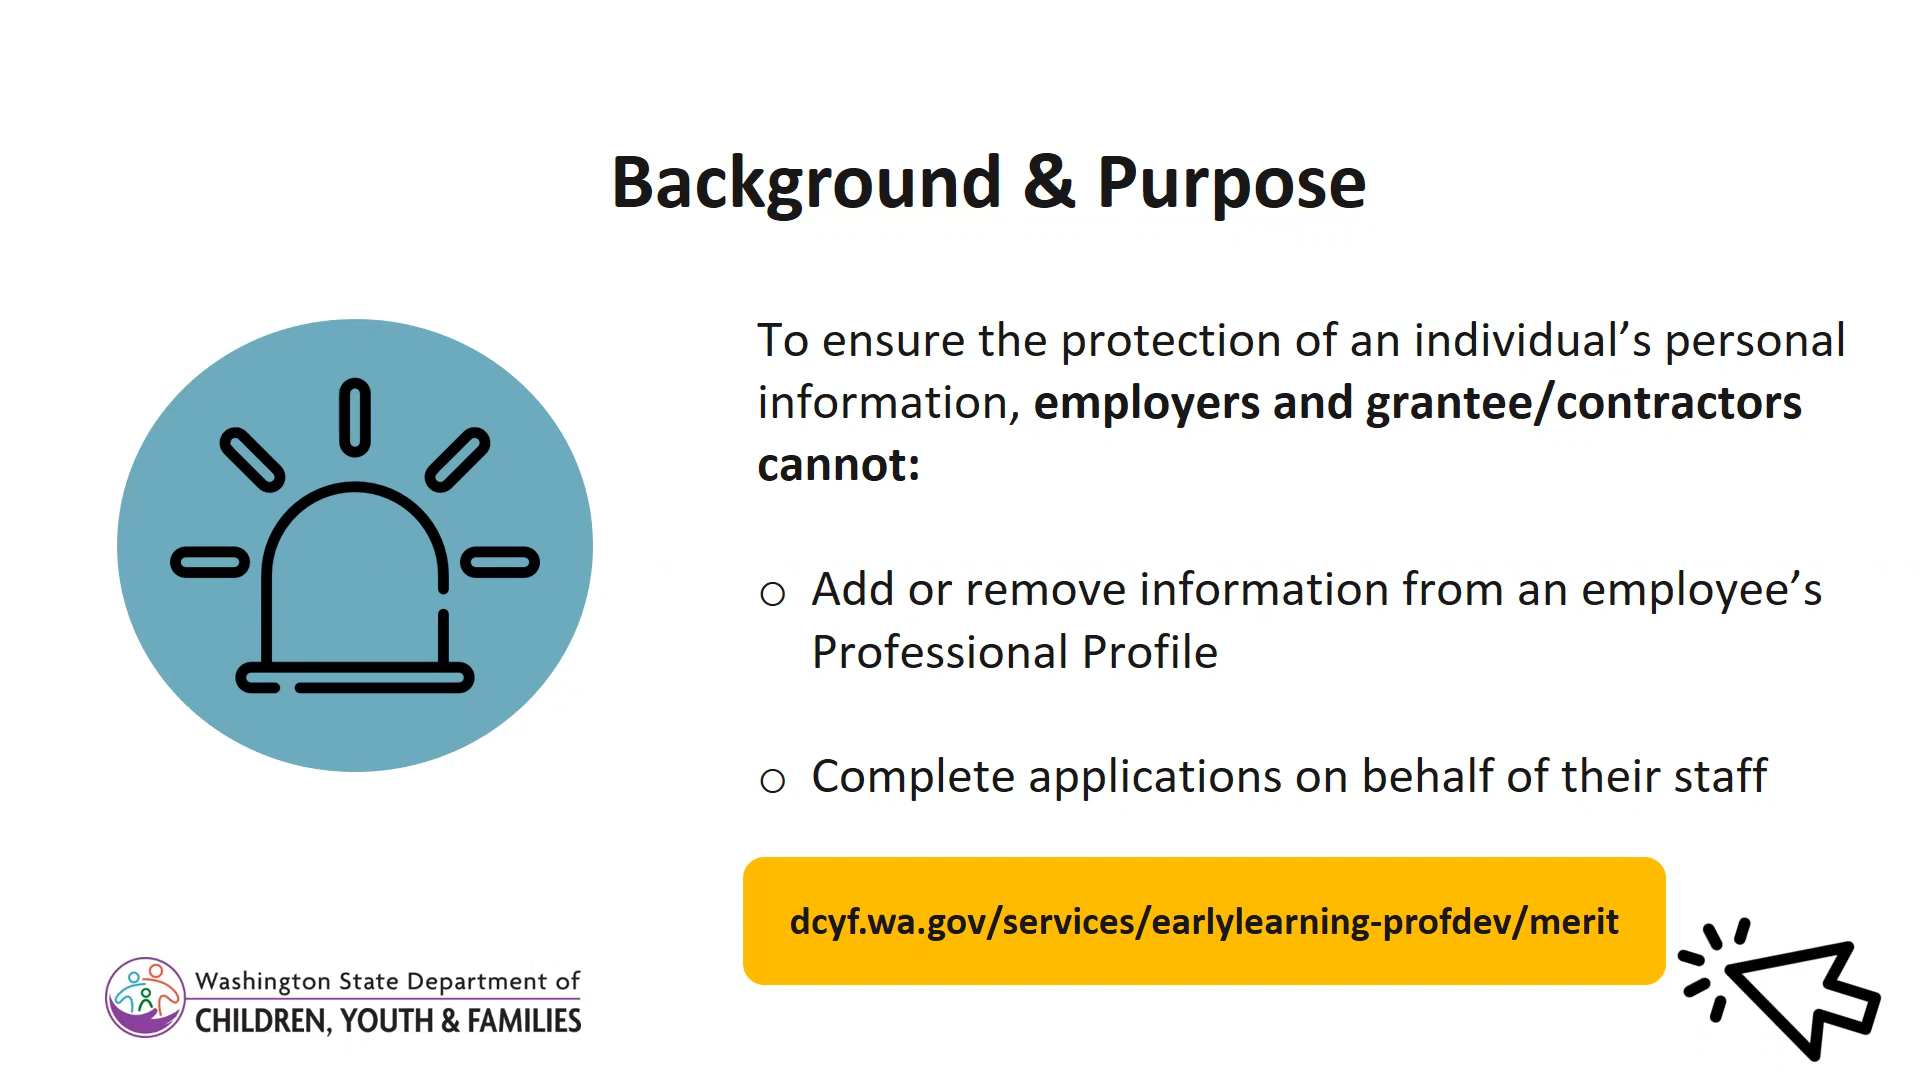 Background & Purpose
To ensure the protection of an individual’s personal
information, employers and grantee/contractors
cannot:
○ Add or remove information from an employee’s
Professional Profile
○ Complete applications on behalf of their staff
dcyf.wa.gov/services/earlylearning-profdev/merit
Washington State Department of
CHILDREN, YOUTH & FAMILIES